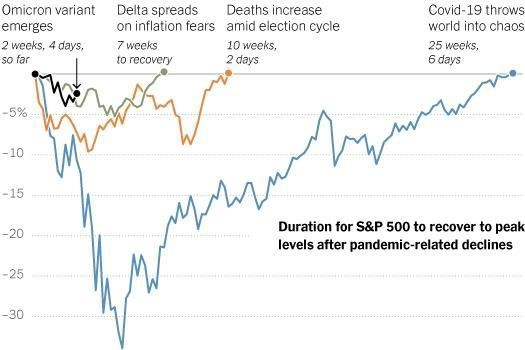 Omicron variant
emerges
2 weeks, 4 days,
so far
Delta spreads
on inflation fears
7 weeks
to recovery
Deaths increase
amid election cycle
10 weeks,
2 days
Covid-19 throws
world into chaos
25 weeks,
6 days
–5%
–10
–15
–20
–25
–30
Duration for S&P 500 to recover to peak
levels after pandemic-related declines